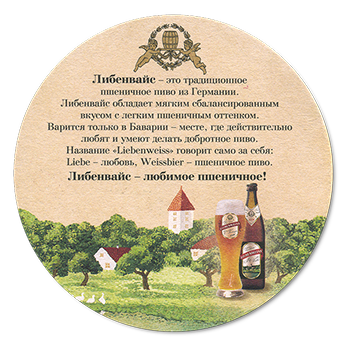 Либенвайс – это традиционное
пшеничное пиво из Германии.
Либенвайс обладает мягким сбалансированным
вкусом с легким пшеничным оттенком.
Варится только в Баварии – месте, где действительно
любят и умеют делать добротное пиво.
Название «Liebenweiss» говорит само за себя:
Liebe – любовь, Weissbier – пшеничное пиво.
Либенвайс – любимое пшеничное!